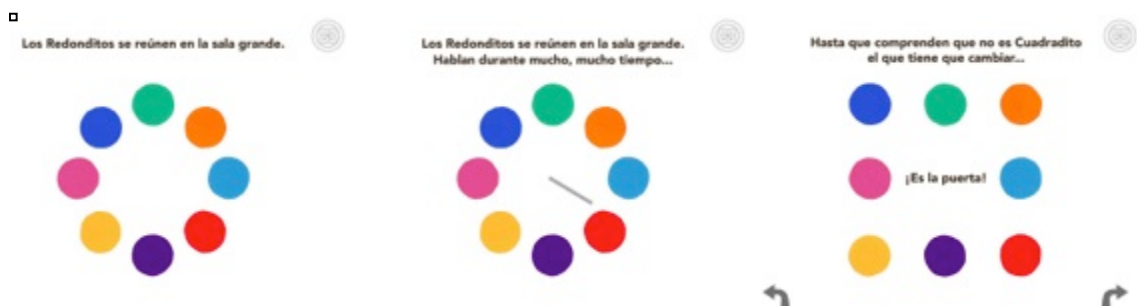 Los Redonditos se reúnen en la sala grande.
Los Redonditos se reúnen en la sala grande.
Hablan durante mucho, mucho tiempo...
Hasta que comprenden que no es Cuadradito
el que tiene que cambiar...
¡Es la puerta!